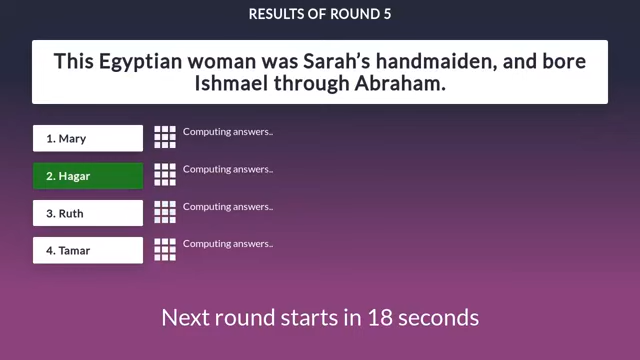 RESULTS OF ROUND 5
This Egyptian woman was Sarah's handmaiden, and bore
Ishmael through Abraham.
1. Mary
Computing answers..
2. Hagar
Computing answers..
3. Ruth
Computing answers..
4. Tamar
Computing answers..
Next round starts in 18 seconds